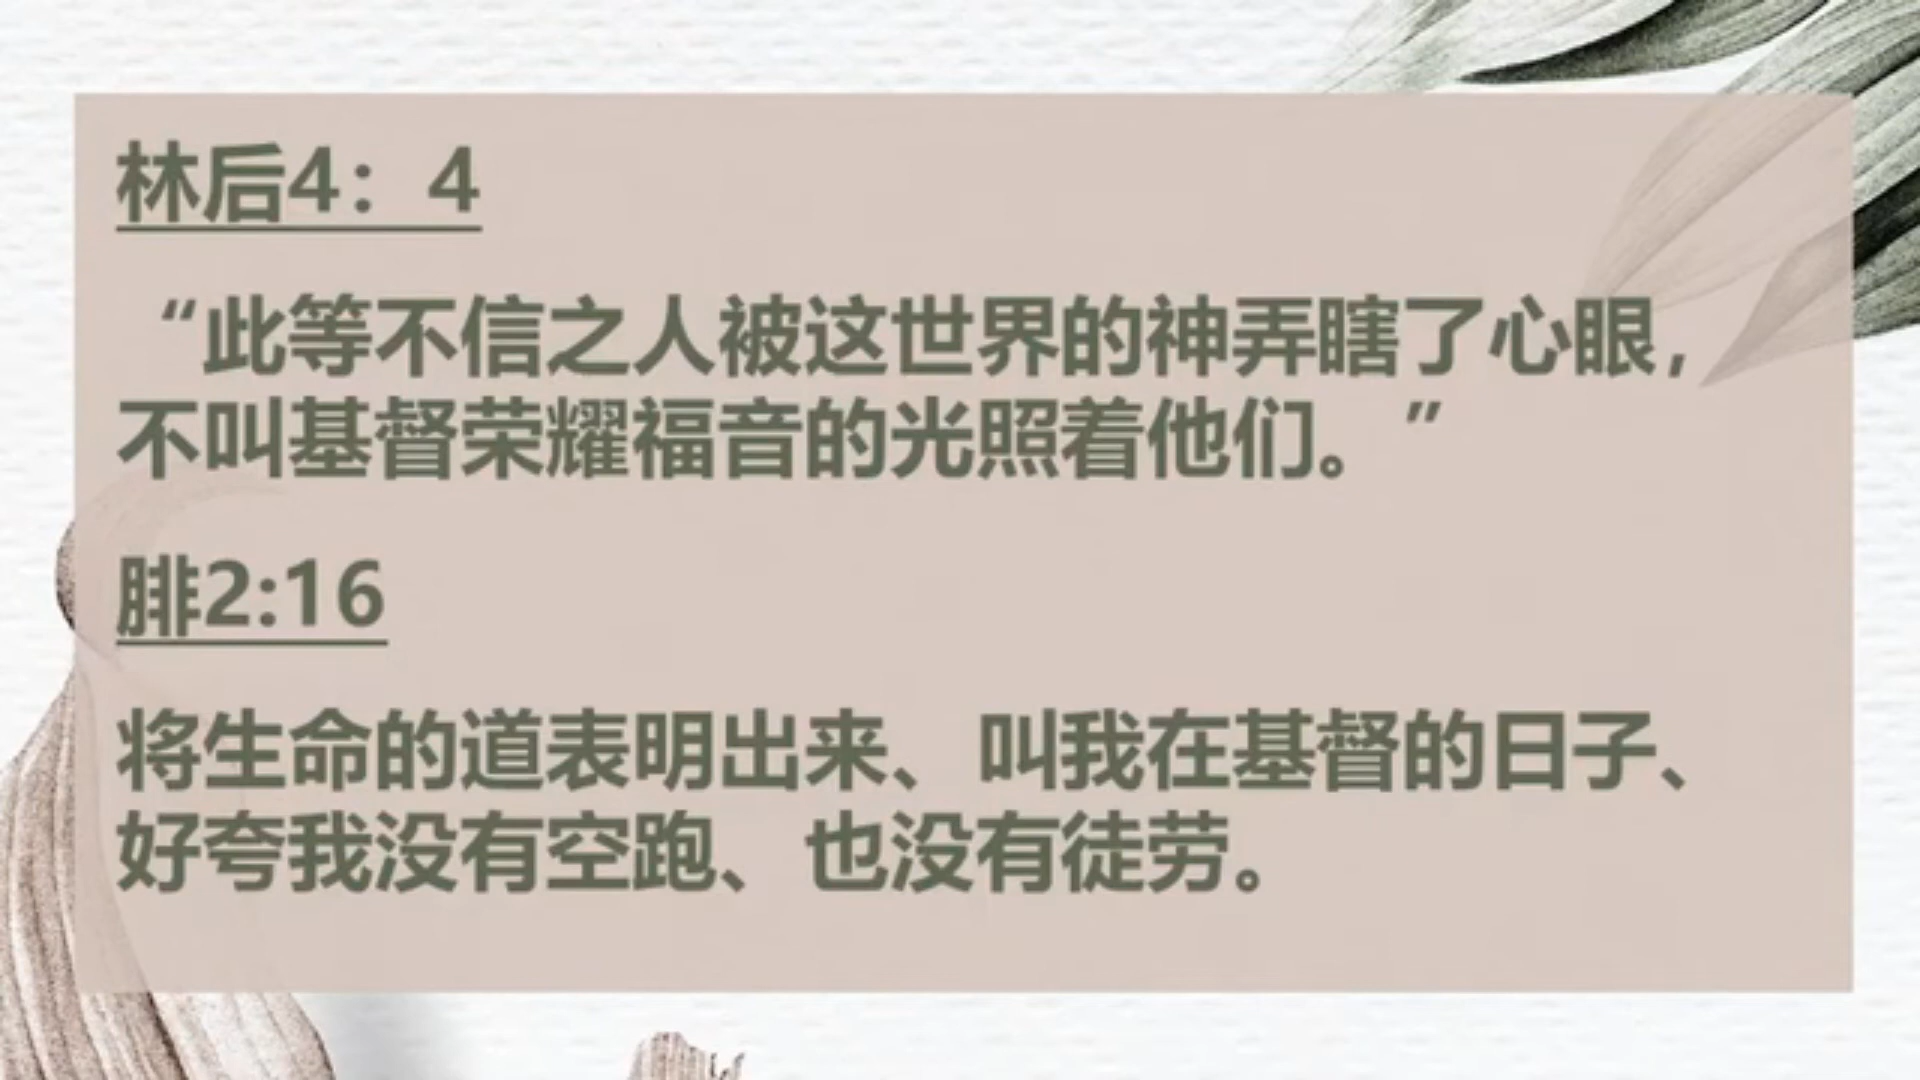 林后4：4
“此等不信之人被这世界的神弄瞎了心眼，
不叫基督荣耀福音的光照着他们。”
腓2:16
将生命的道表明出来、叫我在基督的日子、
好夸我没有空跑、也没有徒劳。